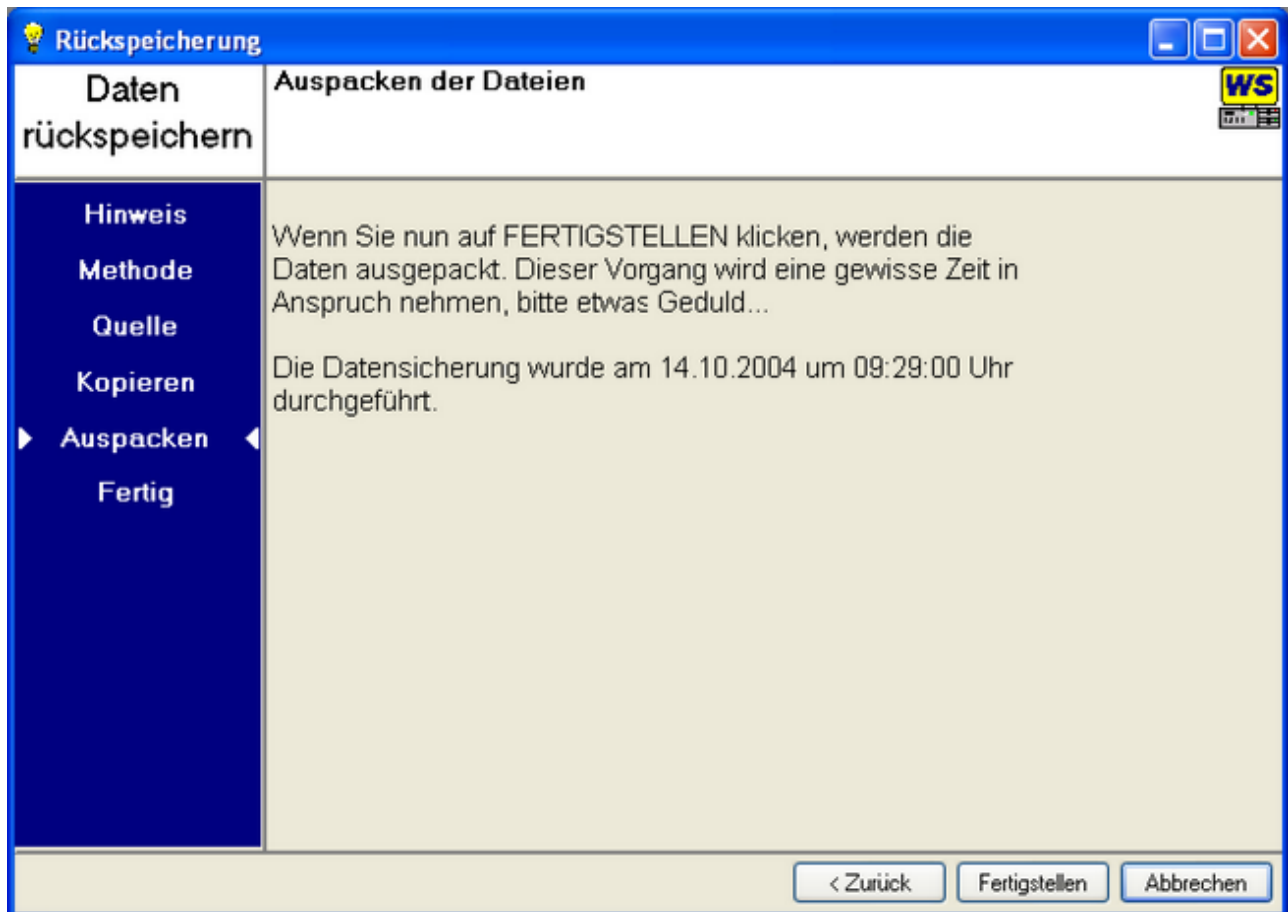 Rückspeicherung
Daten
rückspeichern
Auspacken der Dateien
WS
Hinweis
Methode
Quelle
Kopieren
Auspacken
Fertig
Wenn Sie nun auf FERTIGSTELLEN klicken, werden die
Daten ausgepackt. Dieser Vorgang wird eine gewisse Zeit in
Anspruch nehmen, bitte etwas Geduld...
Die Datensicherung wurde am 14.10.2004 um 09:29:00 Uhr
durchgeführt.
< Zurück
Fertigstellen
Abbrechen